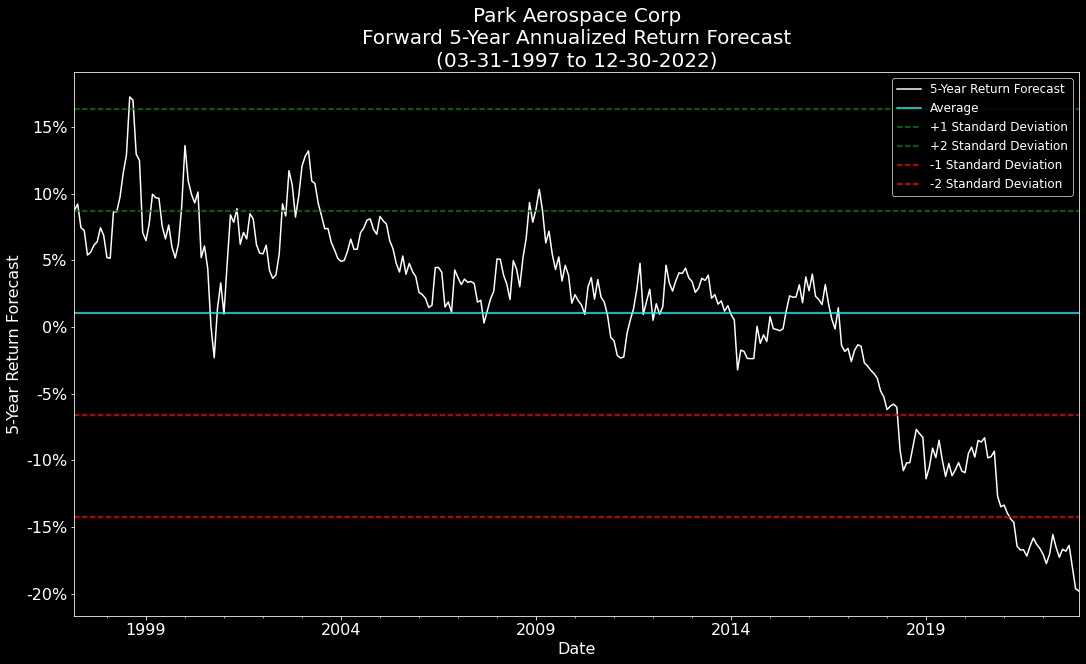 Park Aerospace Corp
Forward 5-Year Annualized Return Forecast
(03-31-1997 to 12-30-2022)
5-Year Return Forecast
Average
+1 Standard Deviation
+2 Standard Deviation
-1 Standard Deviation
-2 Standard Deviation
15%
10%
5%
0%
-5%
-10%
-15%
-20%
5-Year Return Forecast
1999
2004
2009
2014
2019
Date